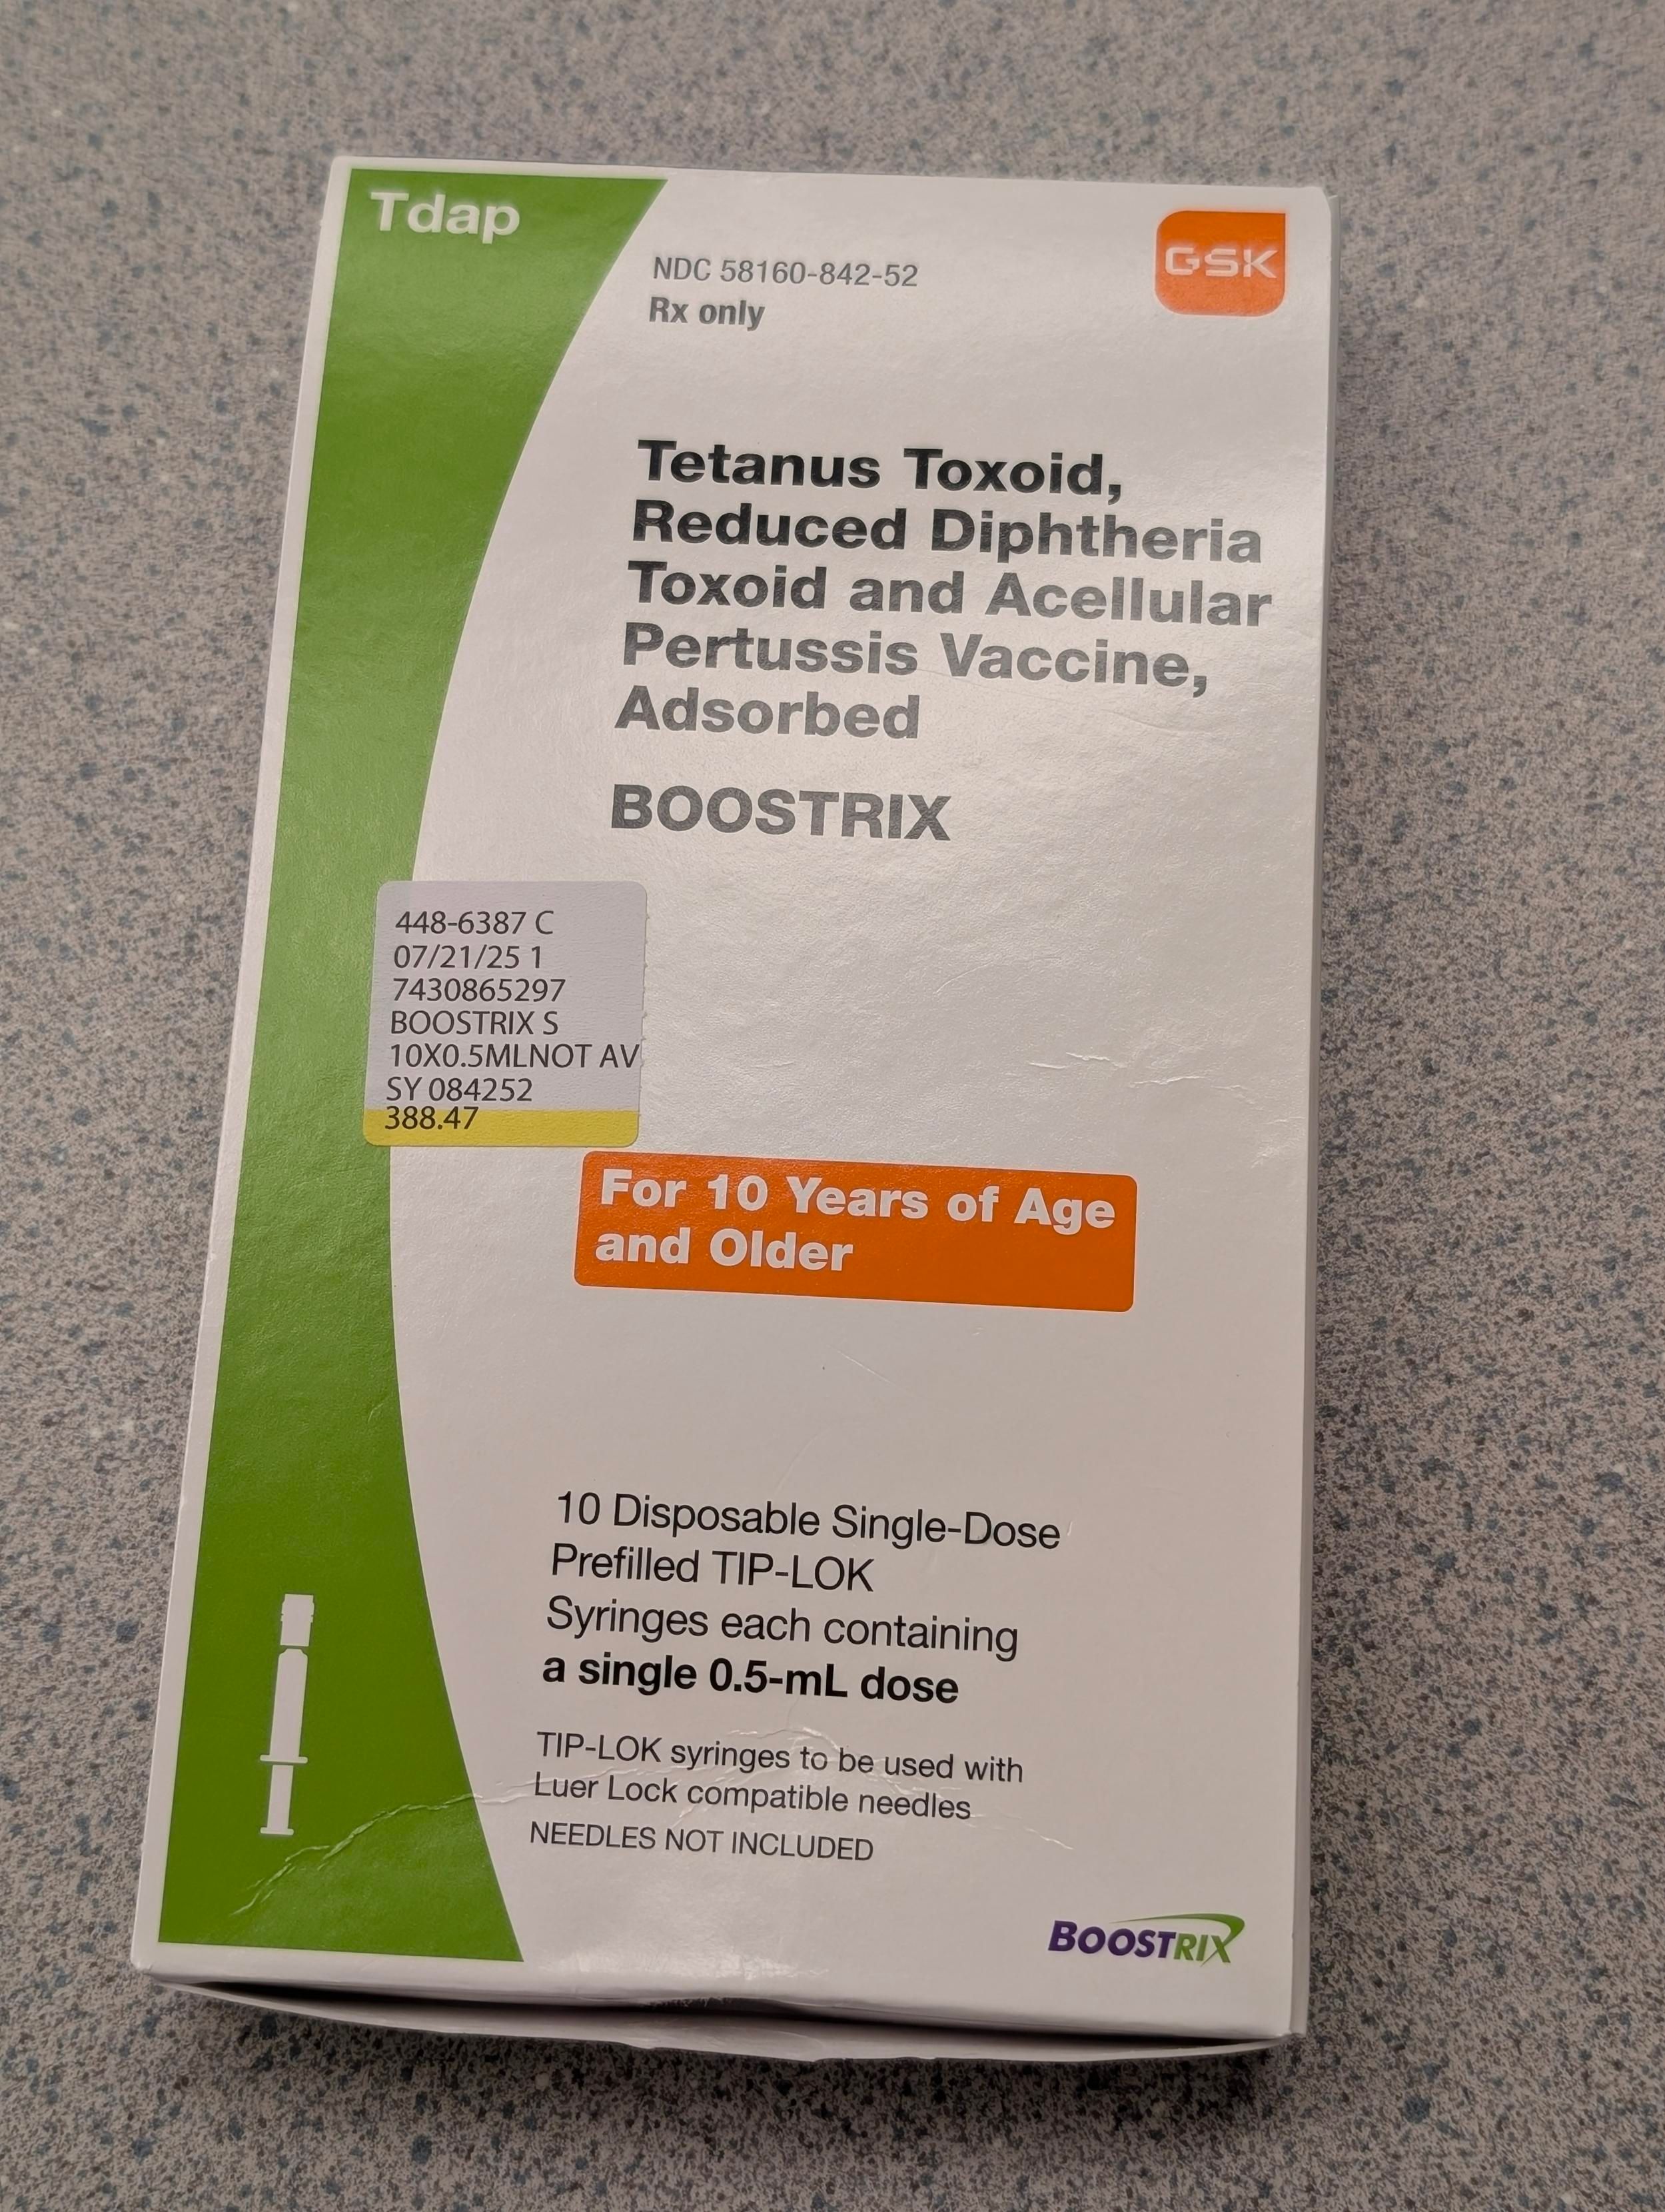 Tdap
NDC 58160-842-52
Rx only
GSK
Tetanus Toxoid,
Reduced Diphtheria
Toxoid and Acellular
Pertussis Vaccine,
Adsorbed
BOOSTRIX
448-6387 C
07/21/25 1
7430865297
BOOSTRIX S
10X0.5MLNOT AV
SY 084252
388.47
For 10 Years of Age
and Older
10 Disposable Single-Dose
Prefilled TIP-LOK
Syringes each containing
a single 0.5-mL dose
TIP-LOK syringes to be used with
Luer Lock compatible needles
NEEDLES NOT INCLUDED
BOOSTRIX